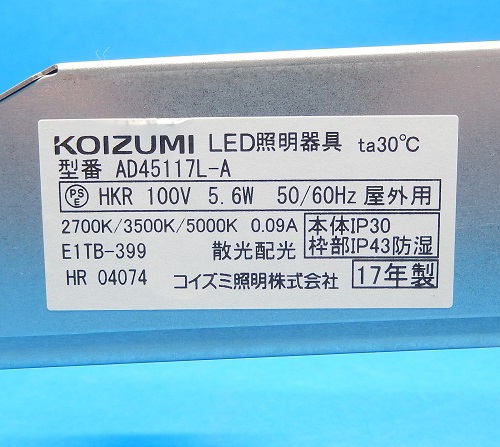 KOIZUMI LED照明器具 ta30℃
型番 AD45117L-A
PSE HKR 100V 5.6W 50/60Hz 屋外用
2700K/3500K/5000K 0.09A 本体IP30
E1TB-399 散光配光 枠部IP43防湿
HR 04074 コイズミ照明株式会社 17年製